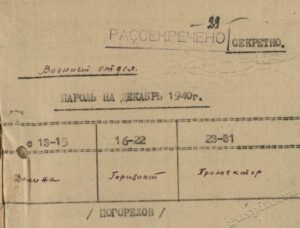 29
РАССЕКРЕЧЕНО
СЕКРЕТНО.
Военный отдел.
ПАРОЛЬ НА ДЕКАБРЬ 1940г.
с 13-15 16-22 23-31
Долина Горизонт Прожектор
/ ПОГОРЕЛОВ /